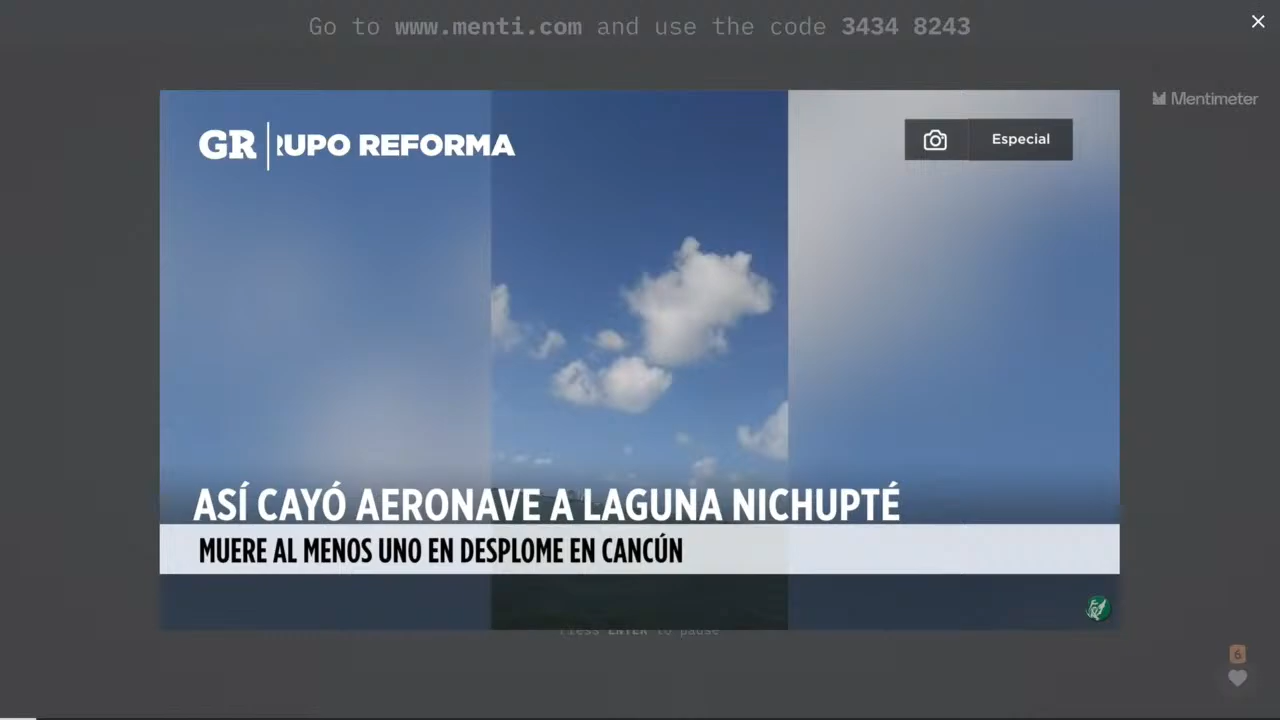 Go to www.menti.com and use the code 3434 8243
Mentimeter
GR RUPO REFORMA
Especial
ASÍ CAYÓ AERONAVE A LAGUNA NICHUPTÉ
MUERE AL MENOS UNO EN DESPLOME EN CANCÚN
Press ENTER to pause
6